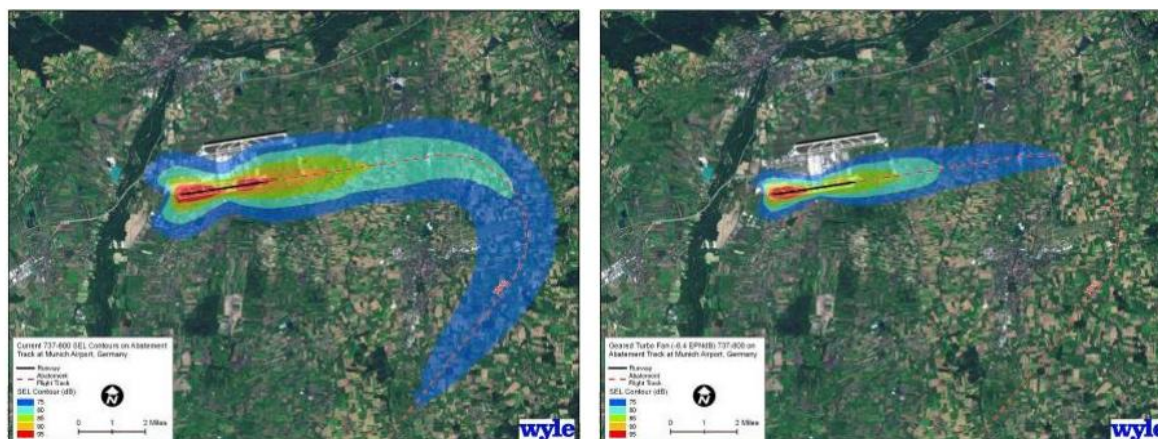 Current 737-800 SEL Contours on Abatement
Track at Munich Airport, Germany
Runway
Abatement
Flight Track
SEL Contour (dB)
75
80
85
90
95
N
0 1 2 Miles
wyle
Geared Turbo Fan (-8.4 EPNdB) 737-800 on
Abatement Track at Munich Airport, Germany
Runway
Abatement
Flight Track
SEL Contour (dB)
75
80
85
90
95
N
0 1 2 Miles
wyle